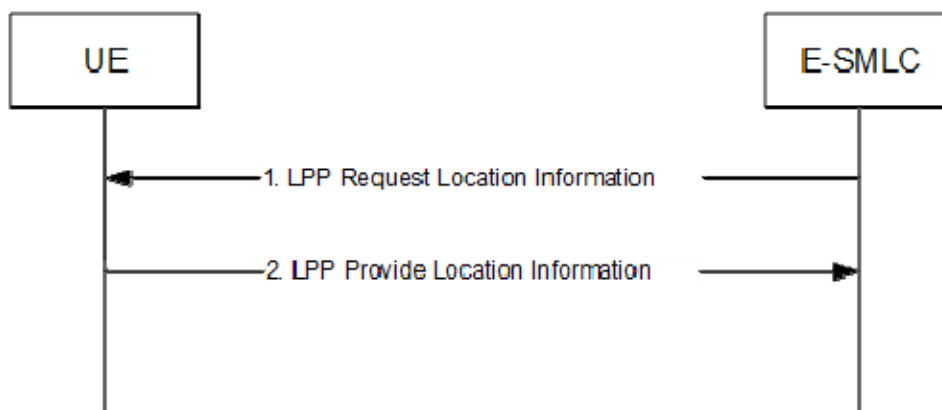 UE
E-SMLC
1. LPP Request Location Information
2. LPP Provide Location Information